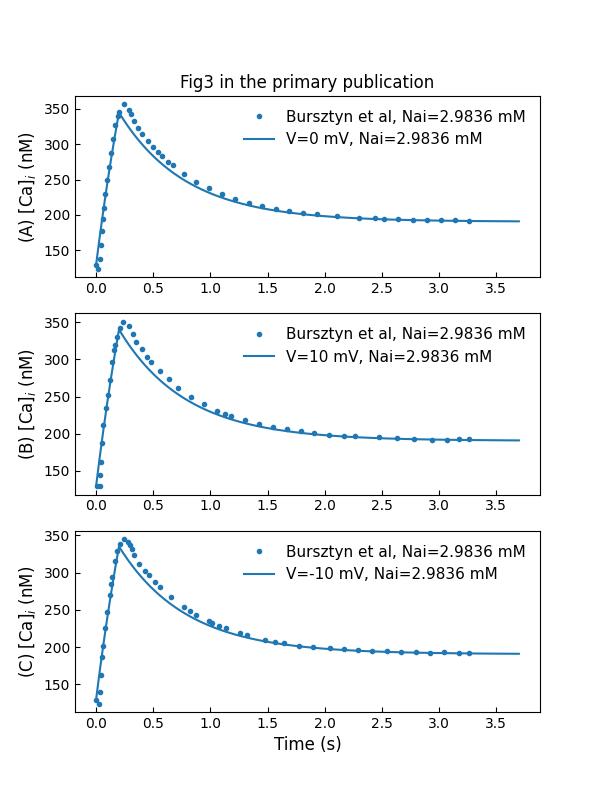 Fig3 in the primary publication
350
300
250
200
150
(A) [Ca]i (nM)
Bursztyn et al, Nai=2.9836 mM
V=0 mV, Nai=2.9836 mM
0.0 0.5 1.0 1.5 2.0 2.5 3.0 3.5
350
300
250
200
150
(B) [Ca]i (nM)
Bursztyn et al, Nai=2.9836 mM
V=10 mV, Nai=2.9836 mM
0.0 0.5 1.0 1.5 2.0 2.5 3.0 3.5
350
300
250
200
150
(C) [Ca]i (nM)
Bursztyn et al, Nai=2.9836 mM
V=-10 mV, Nai=2.9836 mM
0.0 0.5 1.0 1.5 2.0 2.5 3.0 3.5
Time (s)